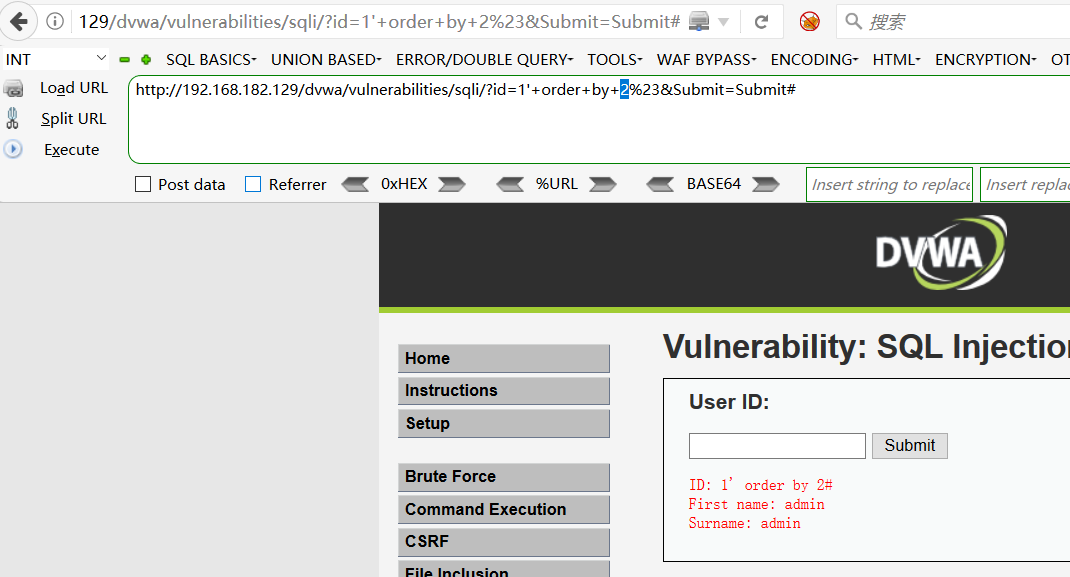 129/dvwa/vulnerabilities/sqli/?id=1'+order+by+2%23&Submit=Submit#
搜索
INT
SQL BASICS
UNION BASED
ERROR/DOUBLE QUERY
TOOLS
WAF BYPASS
ENCODING
HTML
ENCRYPTION
OT
Load URL
http://192.168.182.129/dvwa/vulnerabilities/sqli/?id=1'+order+by+2%23&Submit=Submit#
Split URL
Execute
Post data
Referrer
0xHEX
%URL
BASE64
Insert string to replace
Insert repla
DVWA
Vulnerability: SQL Injection
Home
Instructions
Setup
Brute Force
Command Execution
CSRF
File Inclusion
User ID:
Submit
ID: 1' order by 2#
First name: admin
Surname: admin